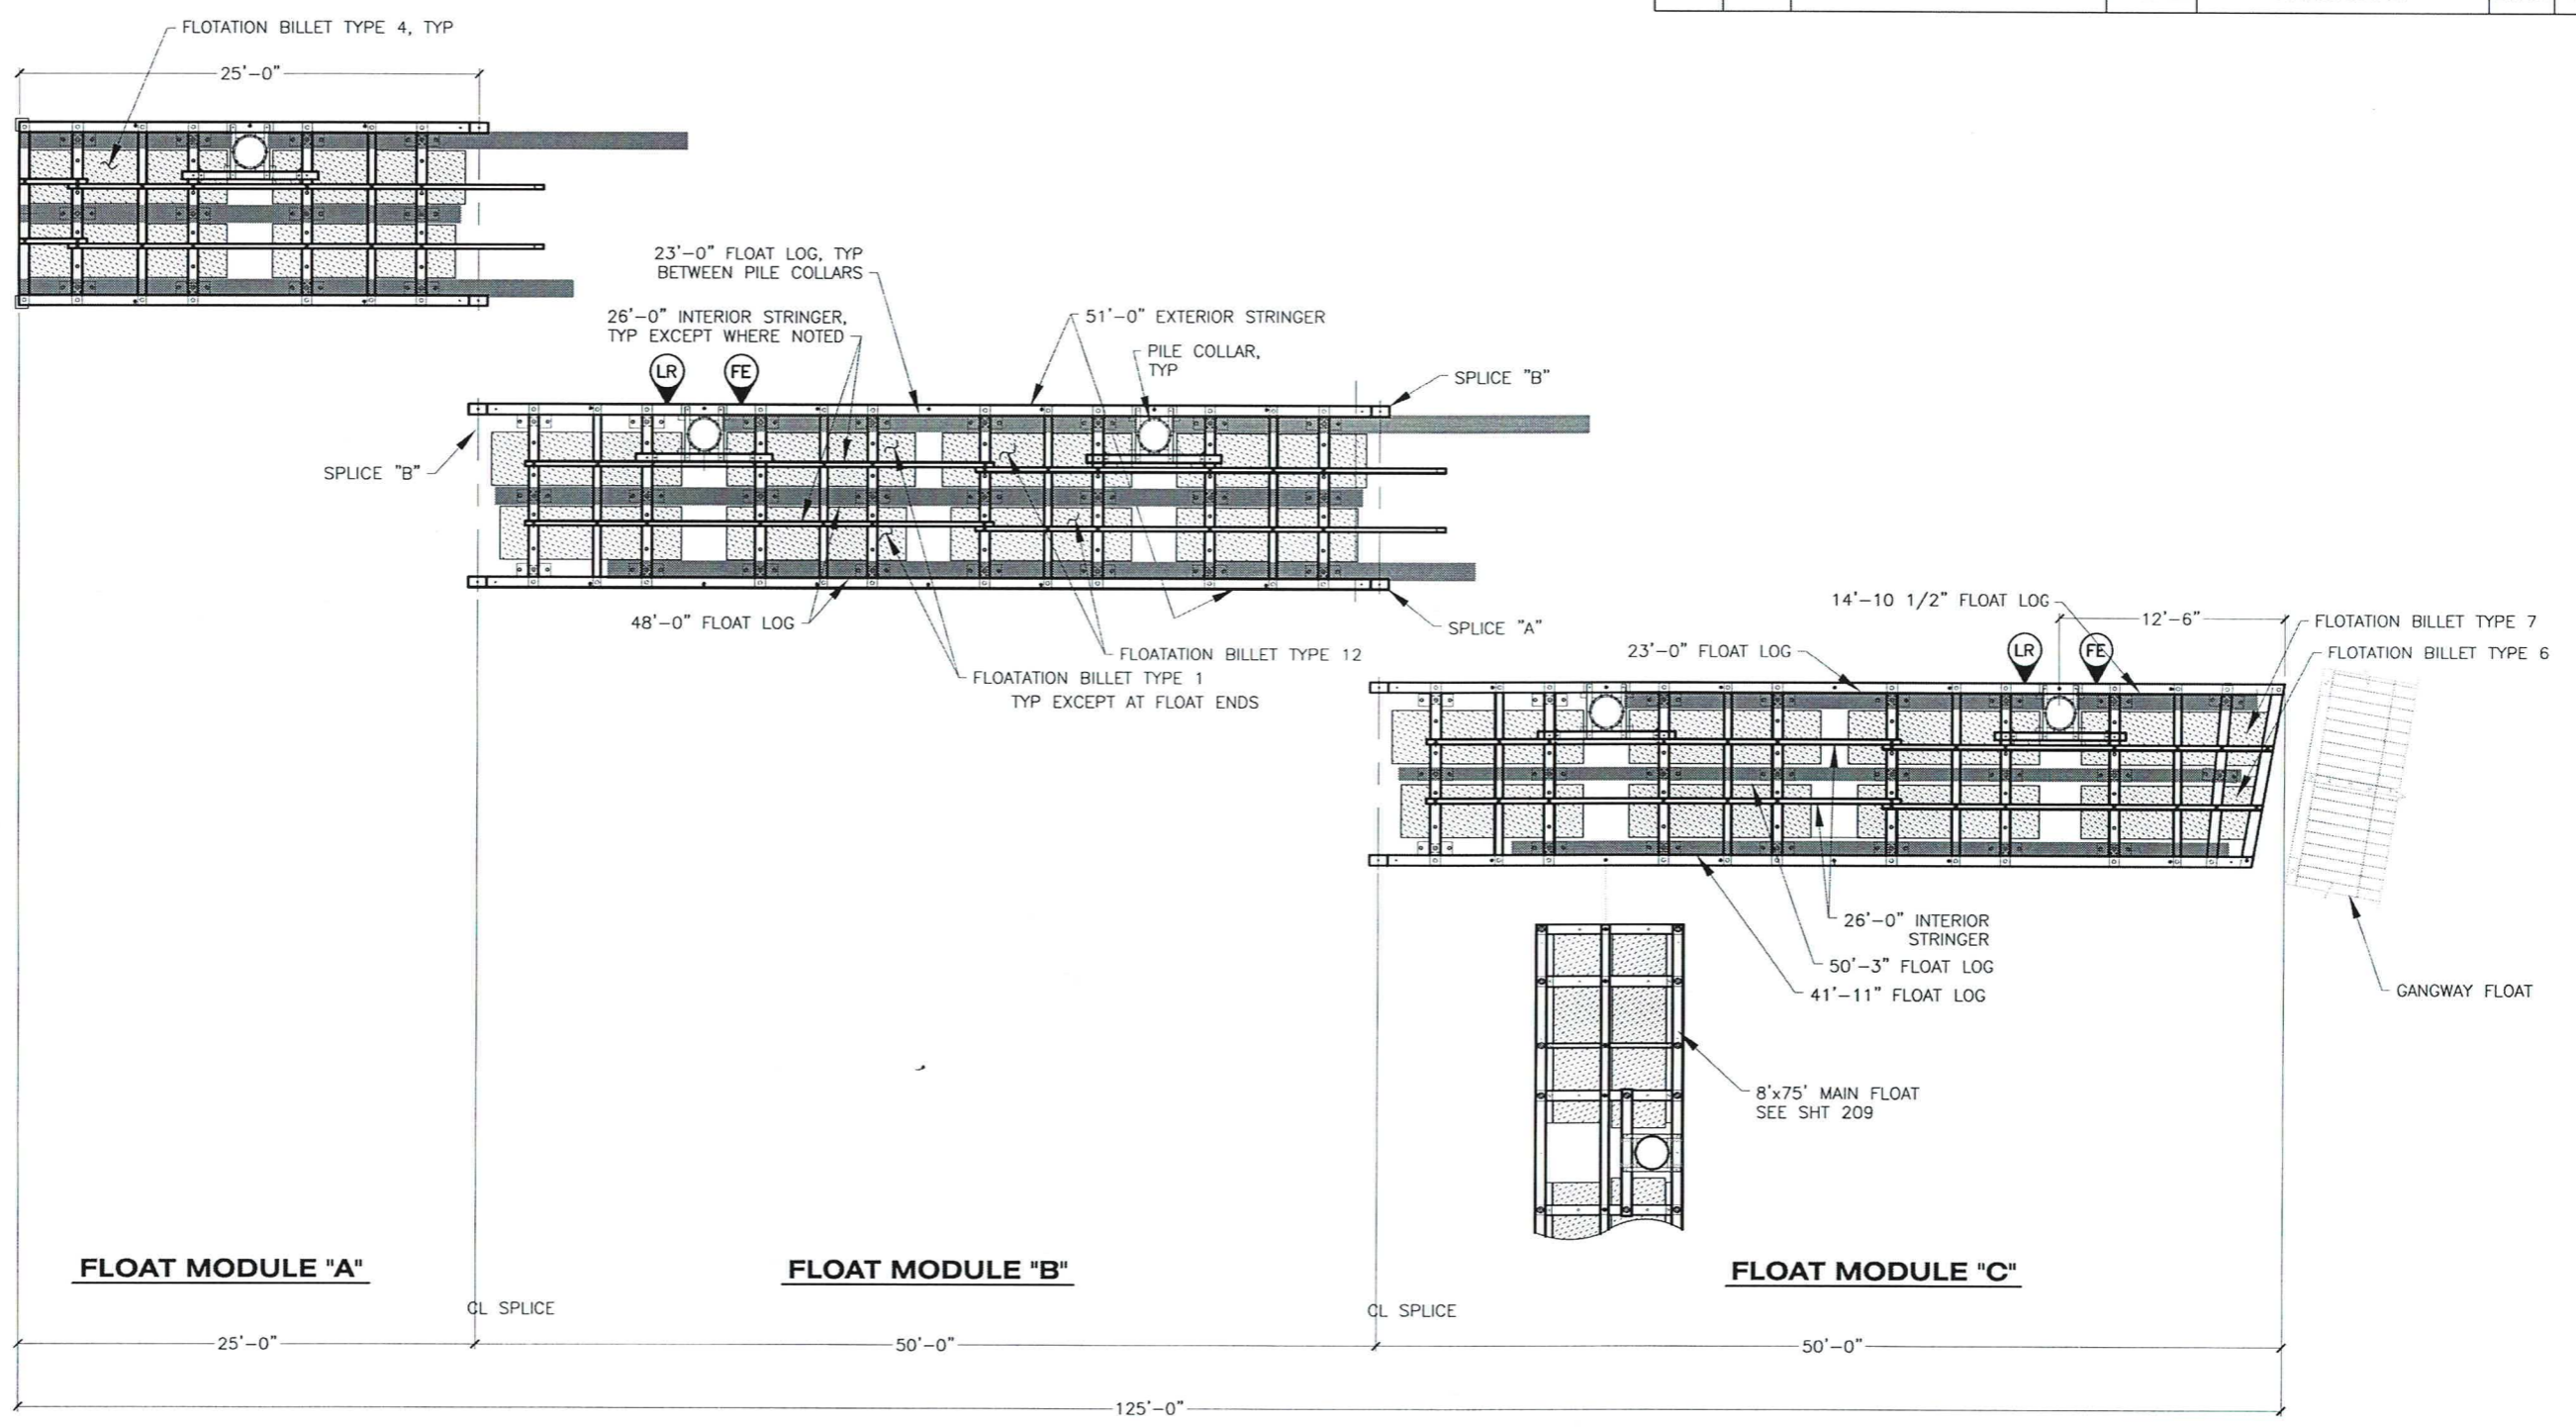 FLOTATION BILLET TYPE 4, TYP
25'-0"
23'-0" FLOAT LOG, TYP
BETWEEN PILE COLLARS
26'-0" INTERIOR STRINGER,
TYP EXCEPT WHERE NOTED
51'-0" EXTERIOR STRINGER
PILE COLLAR,
TYP
LR
FE
SPLICE "B"
SPLICE "B"
48'-0" FLOAT LOG
SPLICE "A"
FLOATATION BILLET TYPE 12
FLOATATION BILLET TYPE 1
TYP EXCEPT AT FLOAT ENDS
14'-10 1/2" FLOAT LOG
12'-6"
23'-0" FLOAT LOG
LR
FE
FLOTATION BILLET TYPE 7
FLOTATION BILLET TYPE 6
26'-0" INTERIOR
STRINGER
50'-3" FLOAT LOG
41'-11" FLOAT LOG
GANGWAY FLOAT
8'x75' MAIN FLOAT
SEE SHT 209
FLOAT MODULE "A"
FLOAT MODULE "B"
FLOAT MODULE "C"
CL SPLICE
CL SPLICE
25'-0"
50'-0"
50'-0"
125'-0"